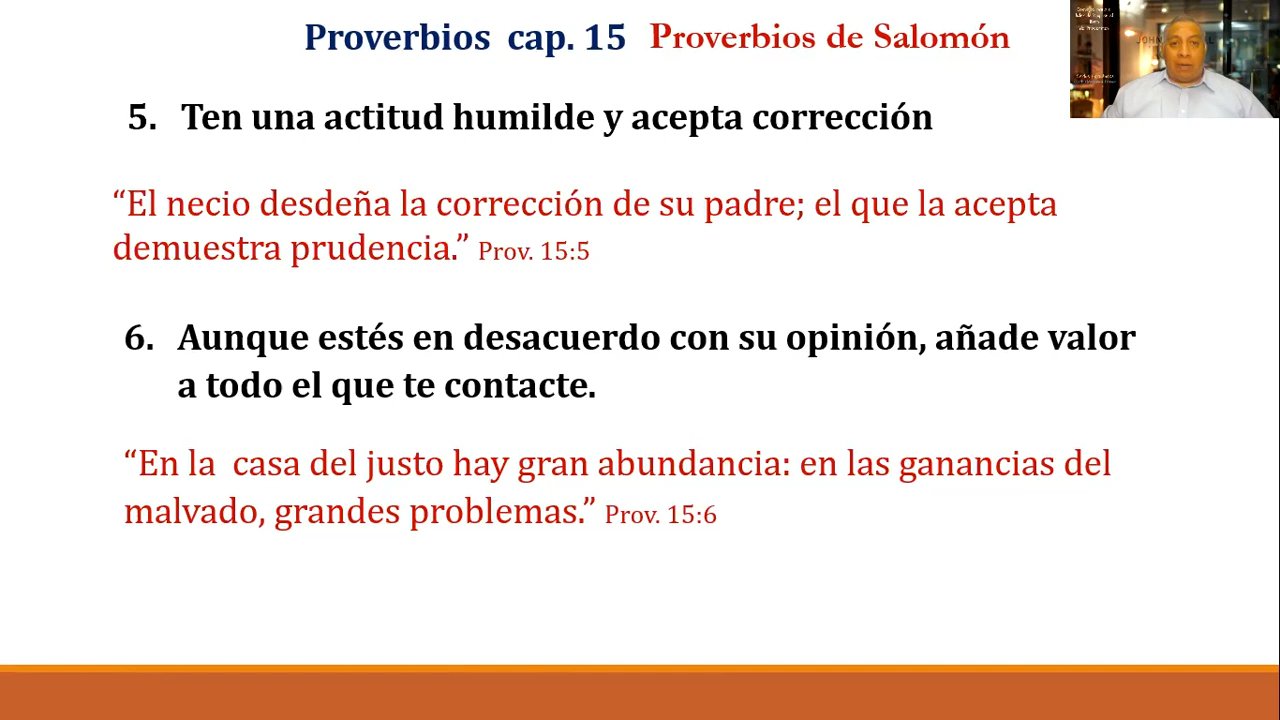 Proverbios cap. 15 Proverbios de Salomón
5. Ten una actitud humilde y acepta corrección
“El necio desdeña la corrección de su padre; el que la acepta
demuestra prudencia.” Prov. 15:5
6. Aunque estés en desacuerdo con su opinión, añade valor
a todo el que te contacte.
“En la casa del justo hay gran abundancia: en las ganancias del
malvado, grandes problemas.” Prov. 15:6